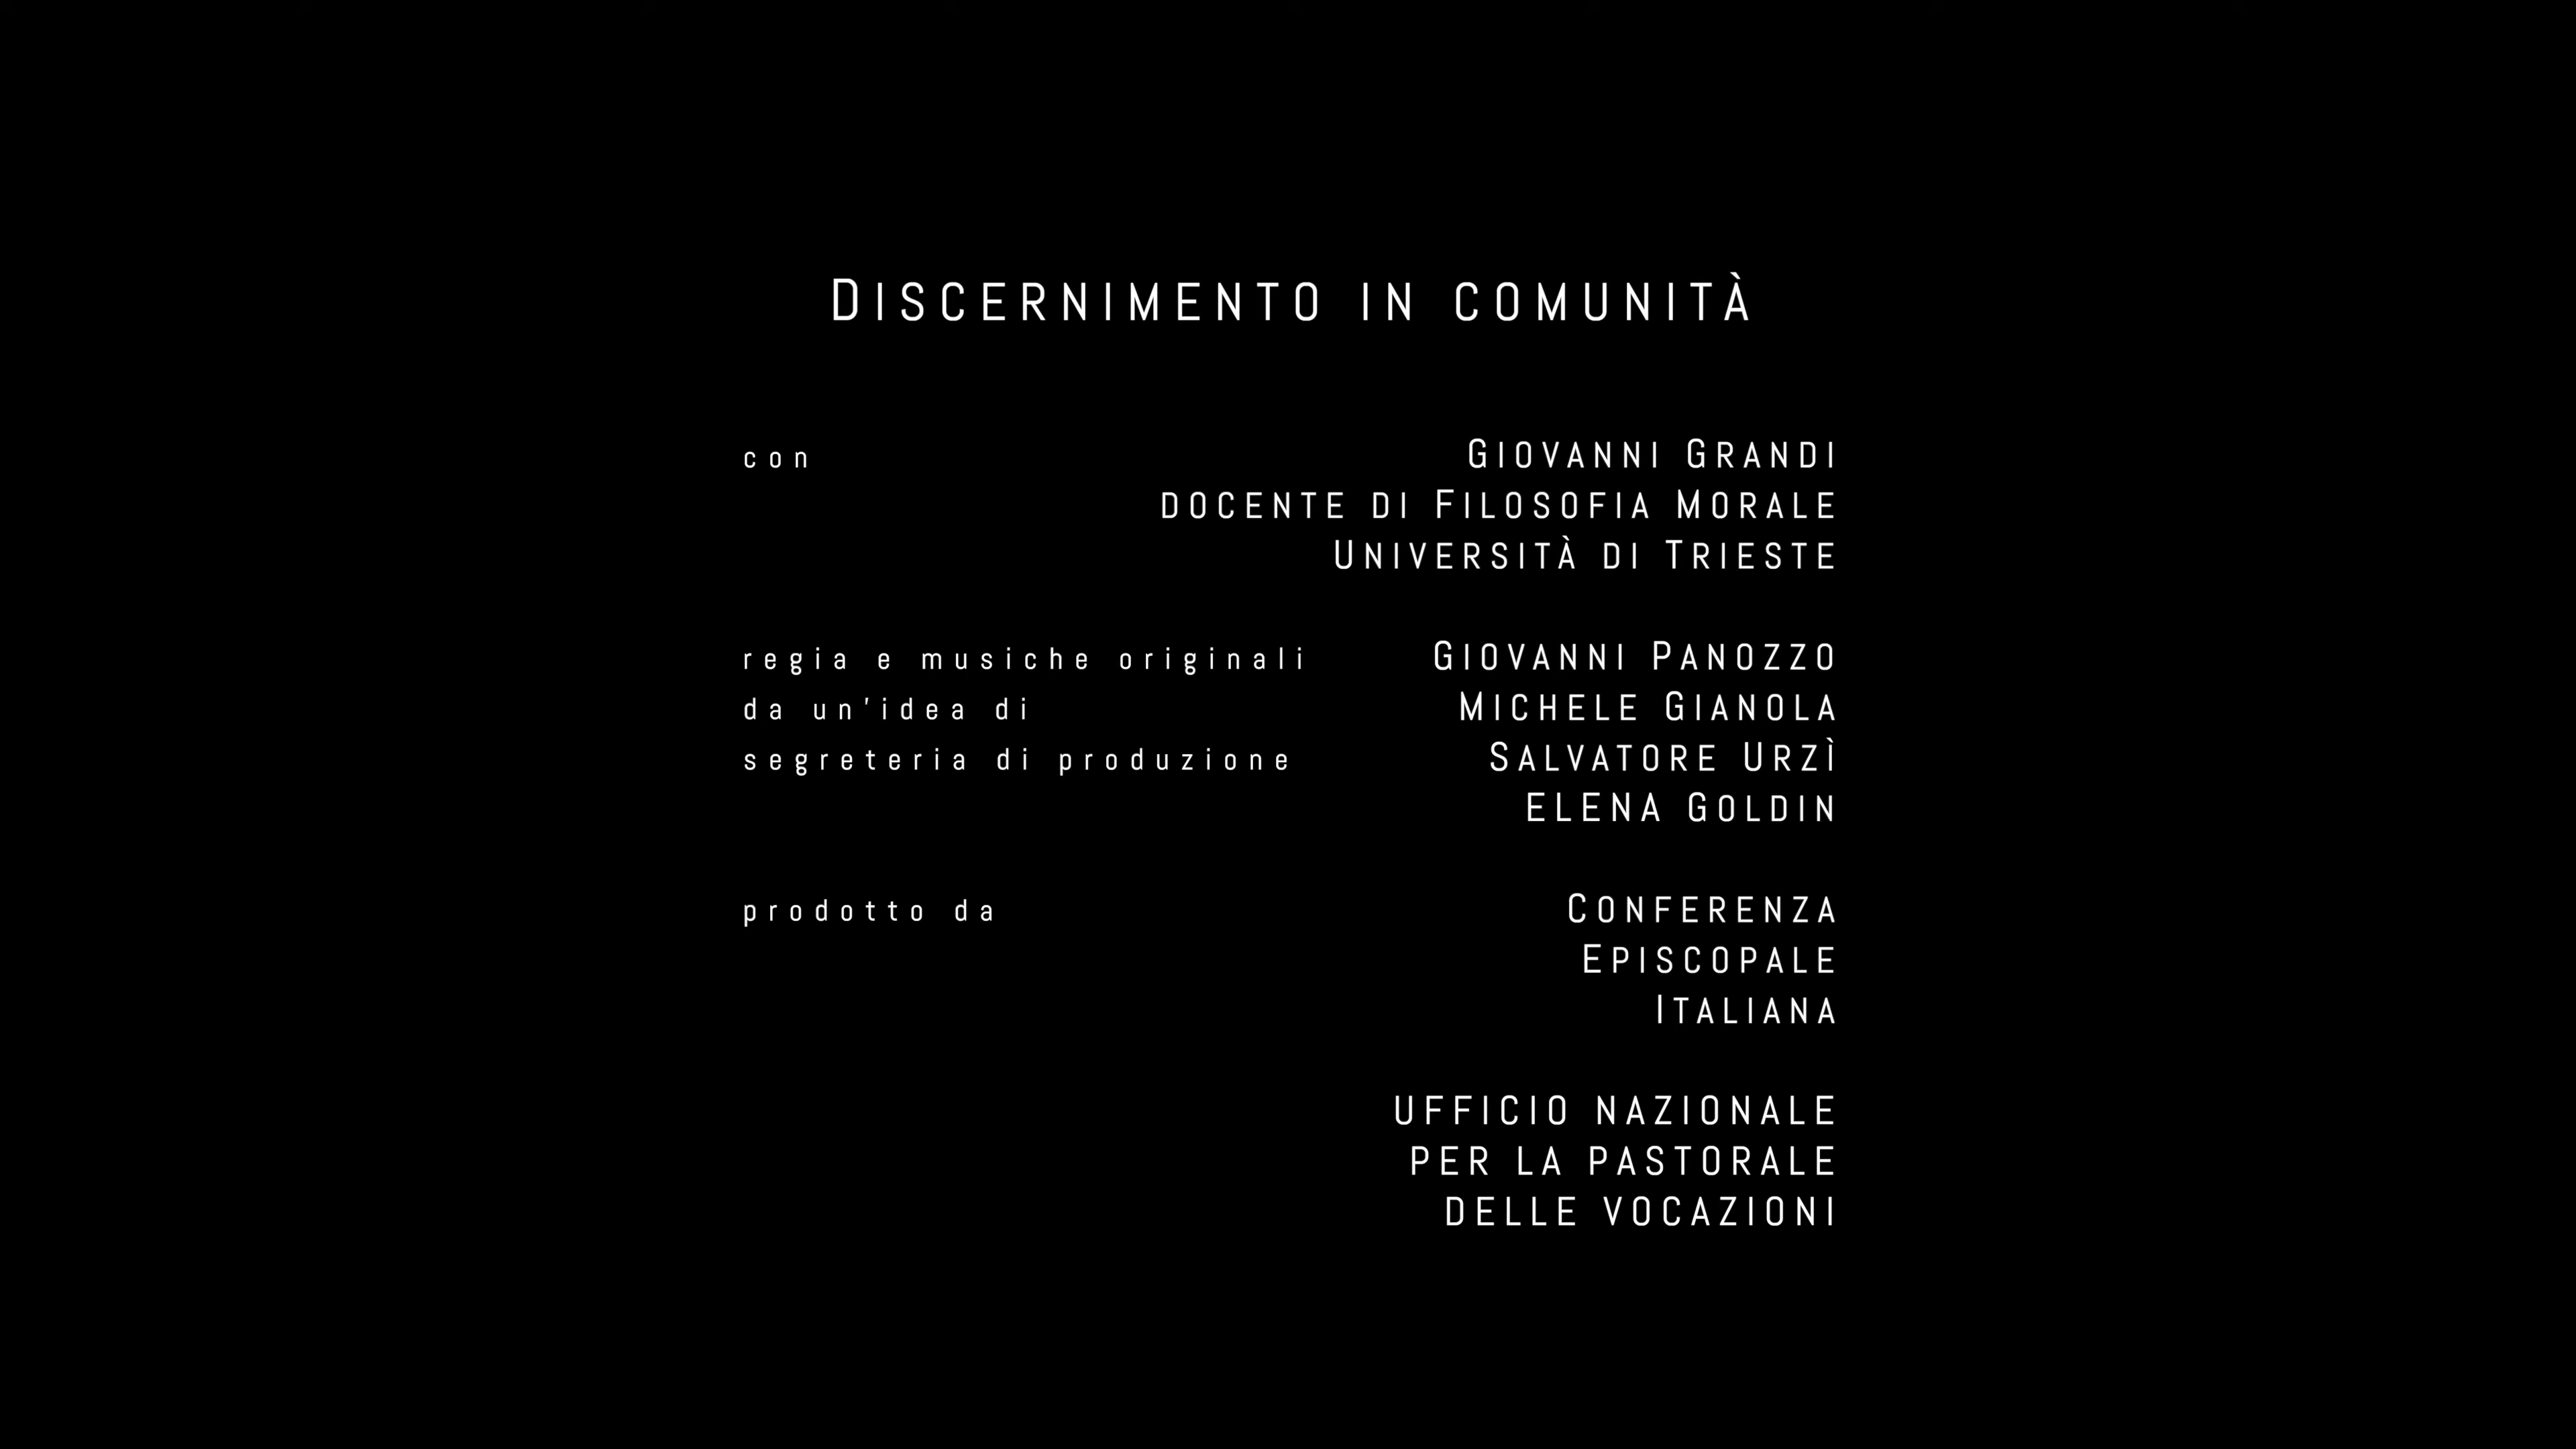 Discernimento in comunità
con Giovanni Grandi
docente di Filosofia Morale
Università di Trieste
regia e musiche originali Giovanni Panozzo
da un'idea di Michele Gianola
segreteria di produzione Salvatore Urzì
ELENA Goldin
prodotto da Conferenza
Episcopale
Italiana
UFFICIO NAZIONALE
PER LA PASTORALE
DELLE VOCAZIONI